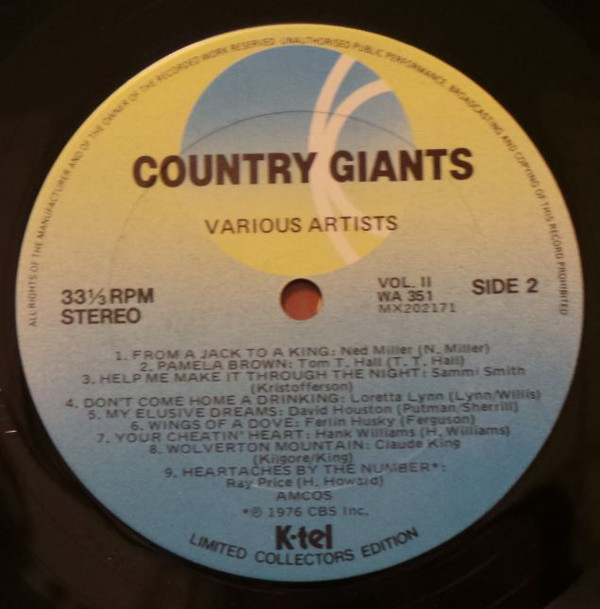 ALL RIGHTS OF THE MANUFACTURER AND OF THE OWNER OF THE RECORDED WORK RESERVED UNAUTHORISED PUBLIC PERFORMANCE, BROADCASTING AND COPYING OF THIS RECORD PROHIBITED
COUNTRY GIANTS
VARIOUS ARTISTS
33⅓ RPM
STEREO
VOL. II
WA 351
MX202171
SIDE 2
1. FROM A JACK TO A KING: Ned Miller (N. Miller)
2. PAMELA BROWN: Tom T. Hall (T. T. Hall)
3. HELP ME MAKE IT THROUGH THE NIGHT: Sammi Smith
(Kristofferson)
4. DON'T COME HOME A DRINKING: Loretta Lynn (Lynn/Willis)
5. MY ELUSIVE DREAMS: David Houston (Putman/Sherrill)
6. WINGS OF A DOVE: Ferlin Husky (Ferguson)
7. YOUR CHEATIN' HEART: Hank Williams (H. Williams)
8. WOLVERTON MOUNTAIN: Claude King
(Kilgore/King)
9. HEARTACHES BY THE NUMBER*:
Ray Price (H. Howard)
AMCOS
*℗ 1976 CBS Inc.
K-tel
LIMITED COLLECTORS EDITION